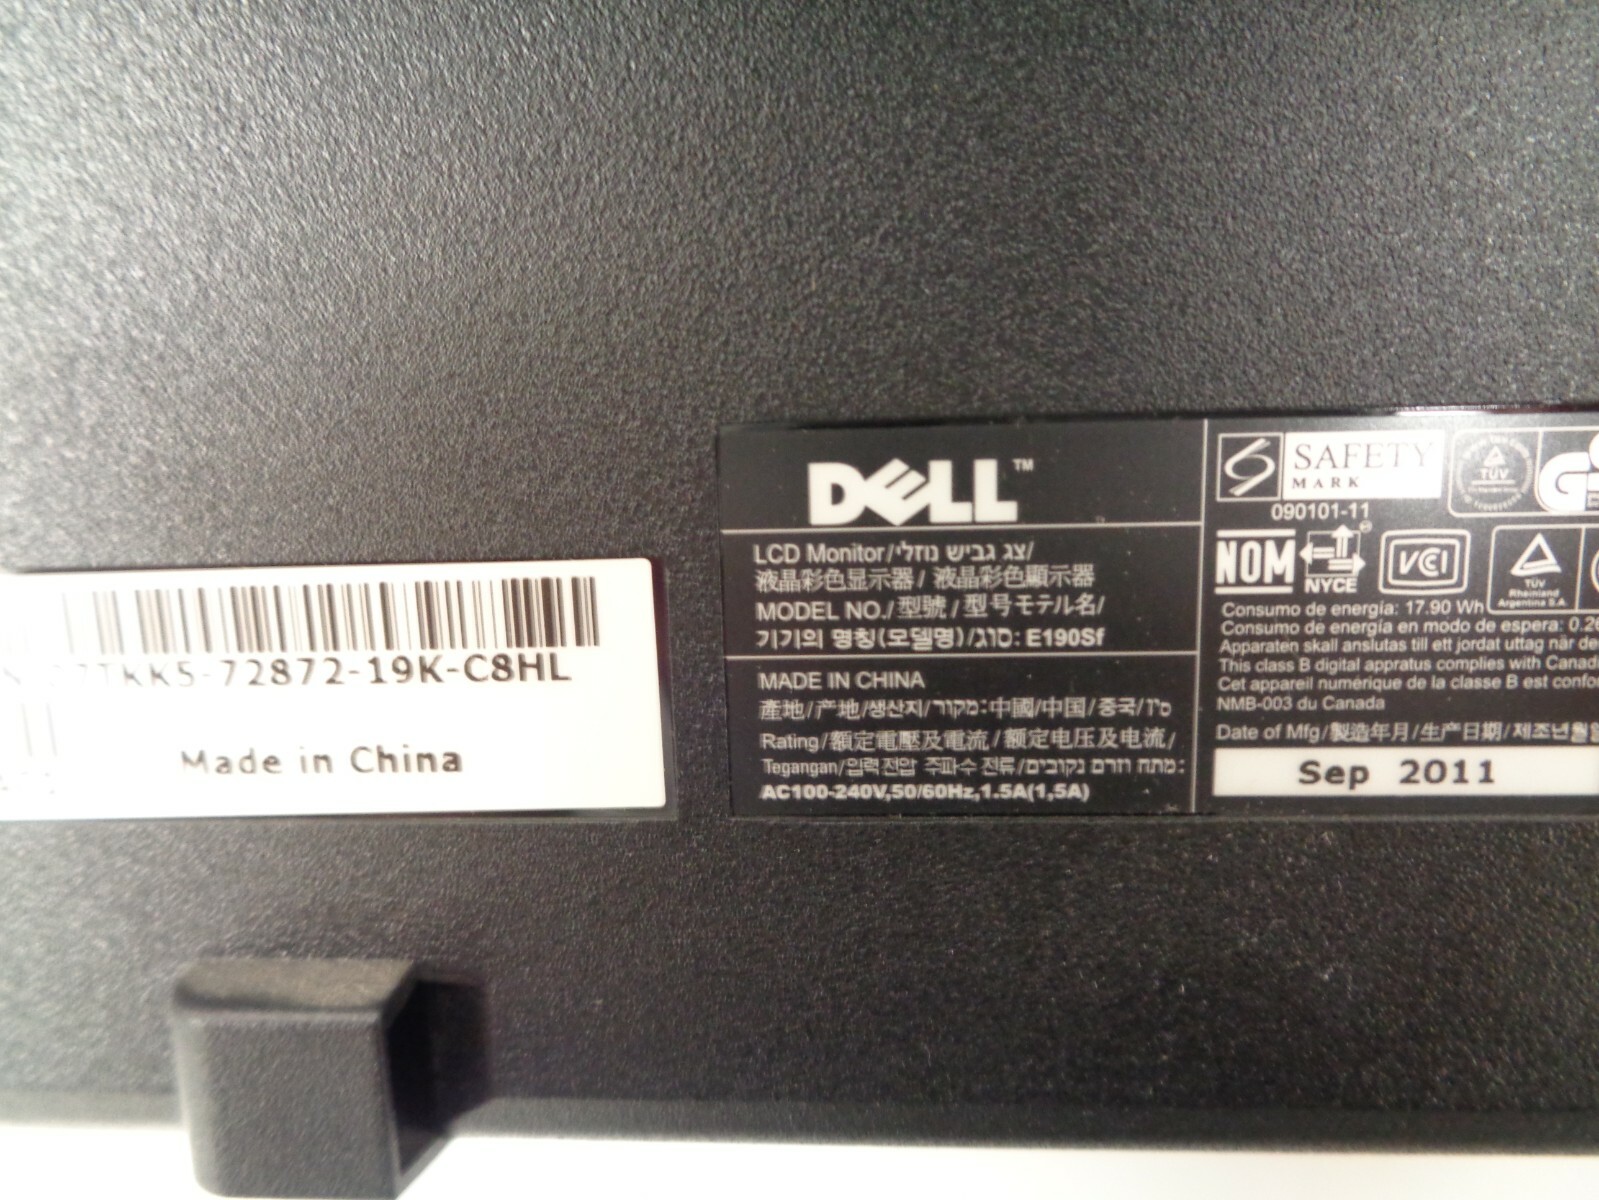 7TKK5-72872-19K-C8HL
Made in China
DELL™
LCD Monitor/צג גביש נוזלי/
液晶彩色显示器/液晶彩色顯示器
MODEL NO./型號/型号モテル名/
기기의 명칭(모델명)/סוג: E190Sf
MADE IN CHINA
產地/产地/생산지/מקור:中國/中国/중국/סין
Rating/額定電壓及電流/额定电压及电流/
Tegangan/입력전압 주파수 전류/מתח וזרם נקובים:
AC100-240V,50/60Hz,1.5A(1,5A)
SAFETY
MARK
090101-11
TÜV
NOM
NYCE
VCI
TÜV
Rheinland
Argentina S.A.
Consumo de energía: 17.90 Wh
Consumo de energía en modo de espera: 0.2
Apparaten skall anslutas till ett jordat uttag när
This class B digital appratus complies with
Cet appareil numérique de la classe B est
NMB-003 du Canada
Date of Mfg/製造年月/生产日期/제조년월일
Sep 2011